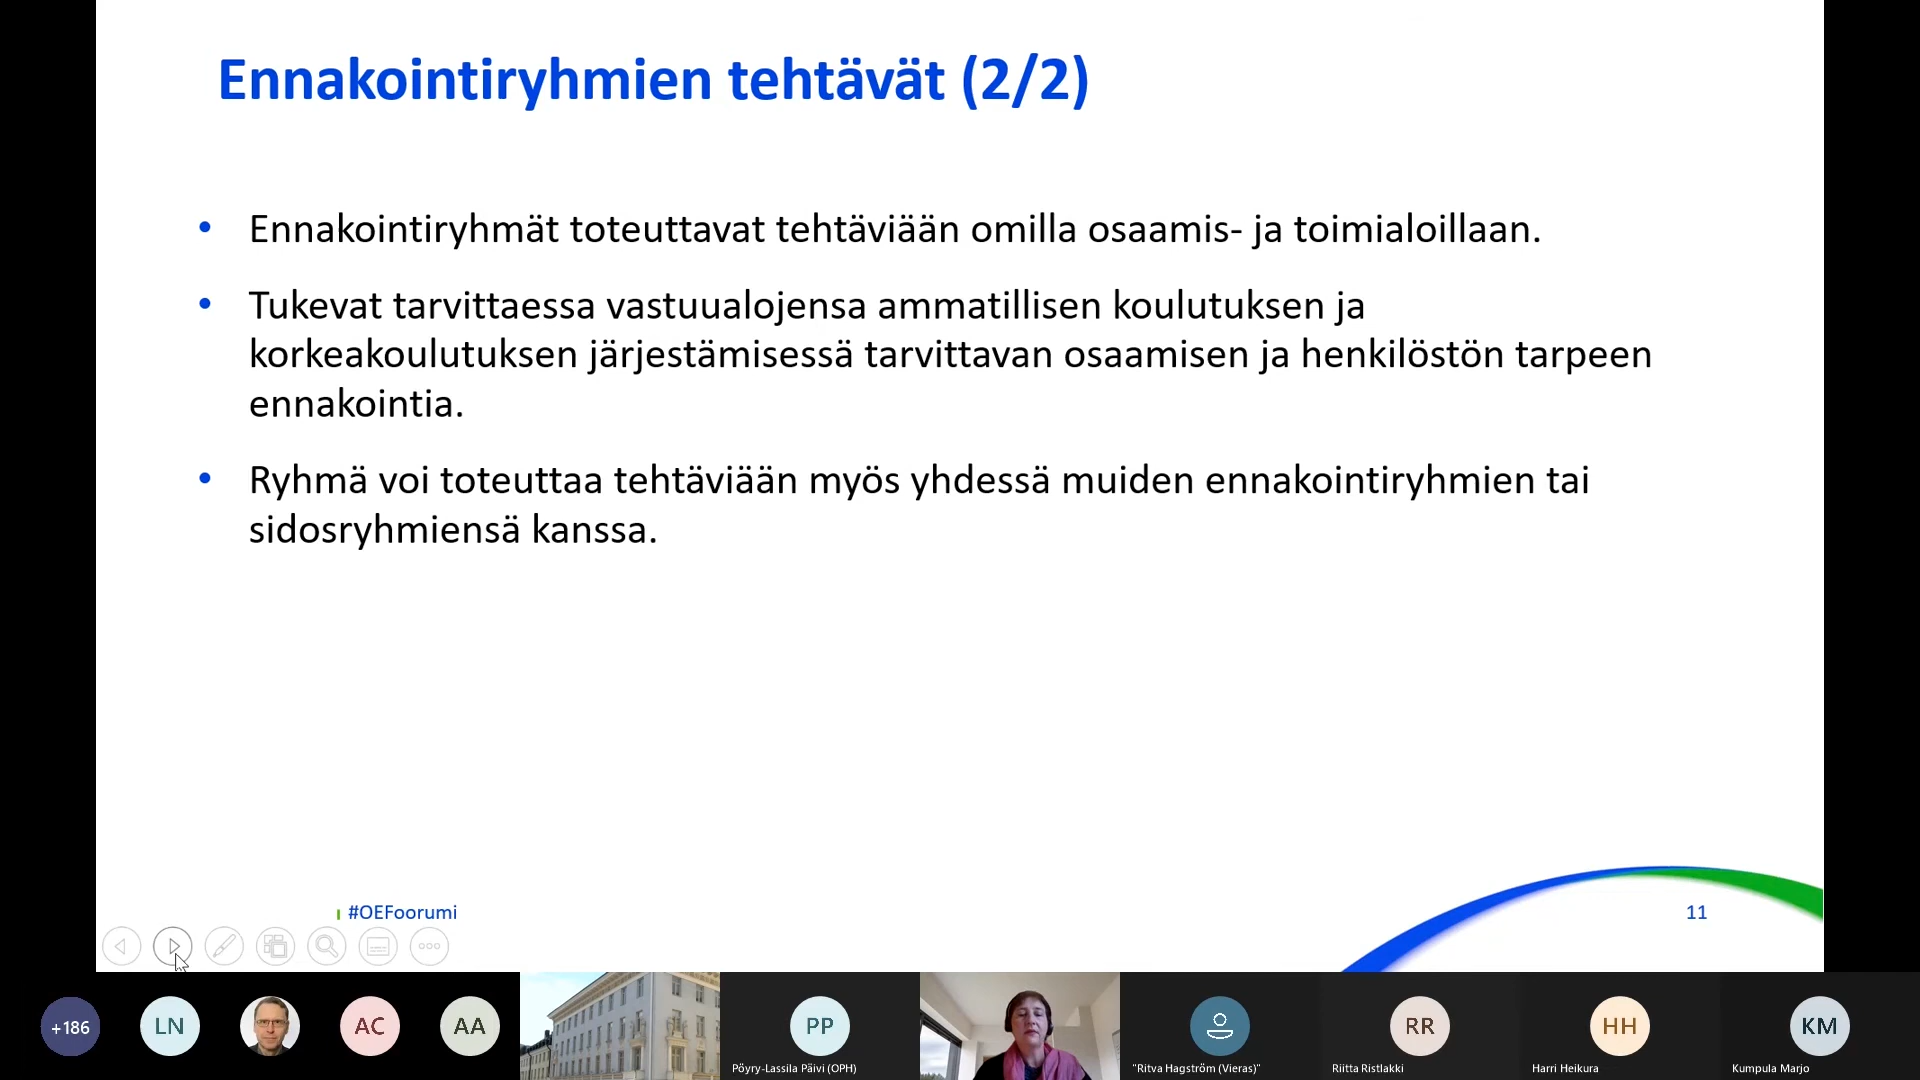 Ennakointiryhmien tehtävät (2/2)
• Ennakointiryhmät toteuttavat tehtäviään omilla osaamis- ja toimialoillaan.
• Tukevat tarvittaessa vastuualojensa ammatillisen koulutuksen ja
korkeakoulutuksen järjestämisessä tarvittavan osaamisen ja henkilöstön tarpeen
ennakointia.
• Ryhmä voi toteuttaa tehtäviään myös yhdessä muiden ennakointiryhmien tai
sidosryhmiensä kanssa.
#OEFoorumi
11
+186
LN
AC
AA
PP
RR
HH
KM
Pöyry-Lassila Päivi (OPH)
"Ritva Hagström (Vieras)"
Riitta Ristlakki
Harri Heikura
Kumpula Marjo